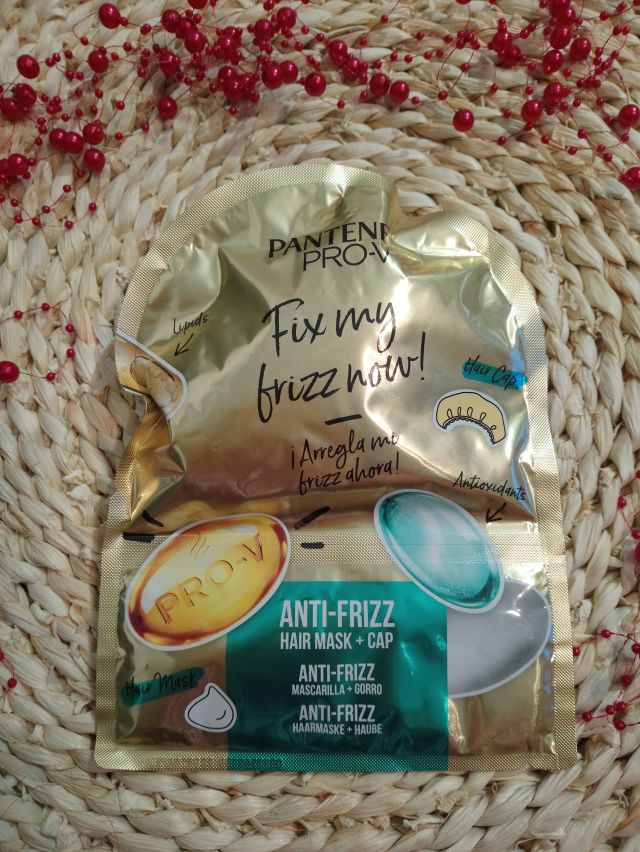 PANTENE
PRO-V
Lipids
Fix my
frizz now!
Hair Cap
¡Arregla mi
frizz ahora!
Antioxidants
PRO-V
ANTI-FRIZZ
HAIR MASK + CAP
Hair Mask
ANTI-FRIZZ
MASCARILLA + GORRO
ANTI-FRIZZ
HAARMASKE + HAUBE